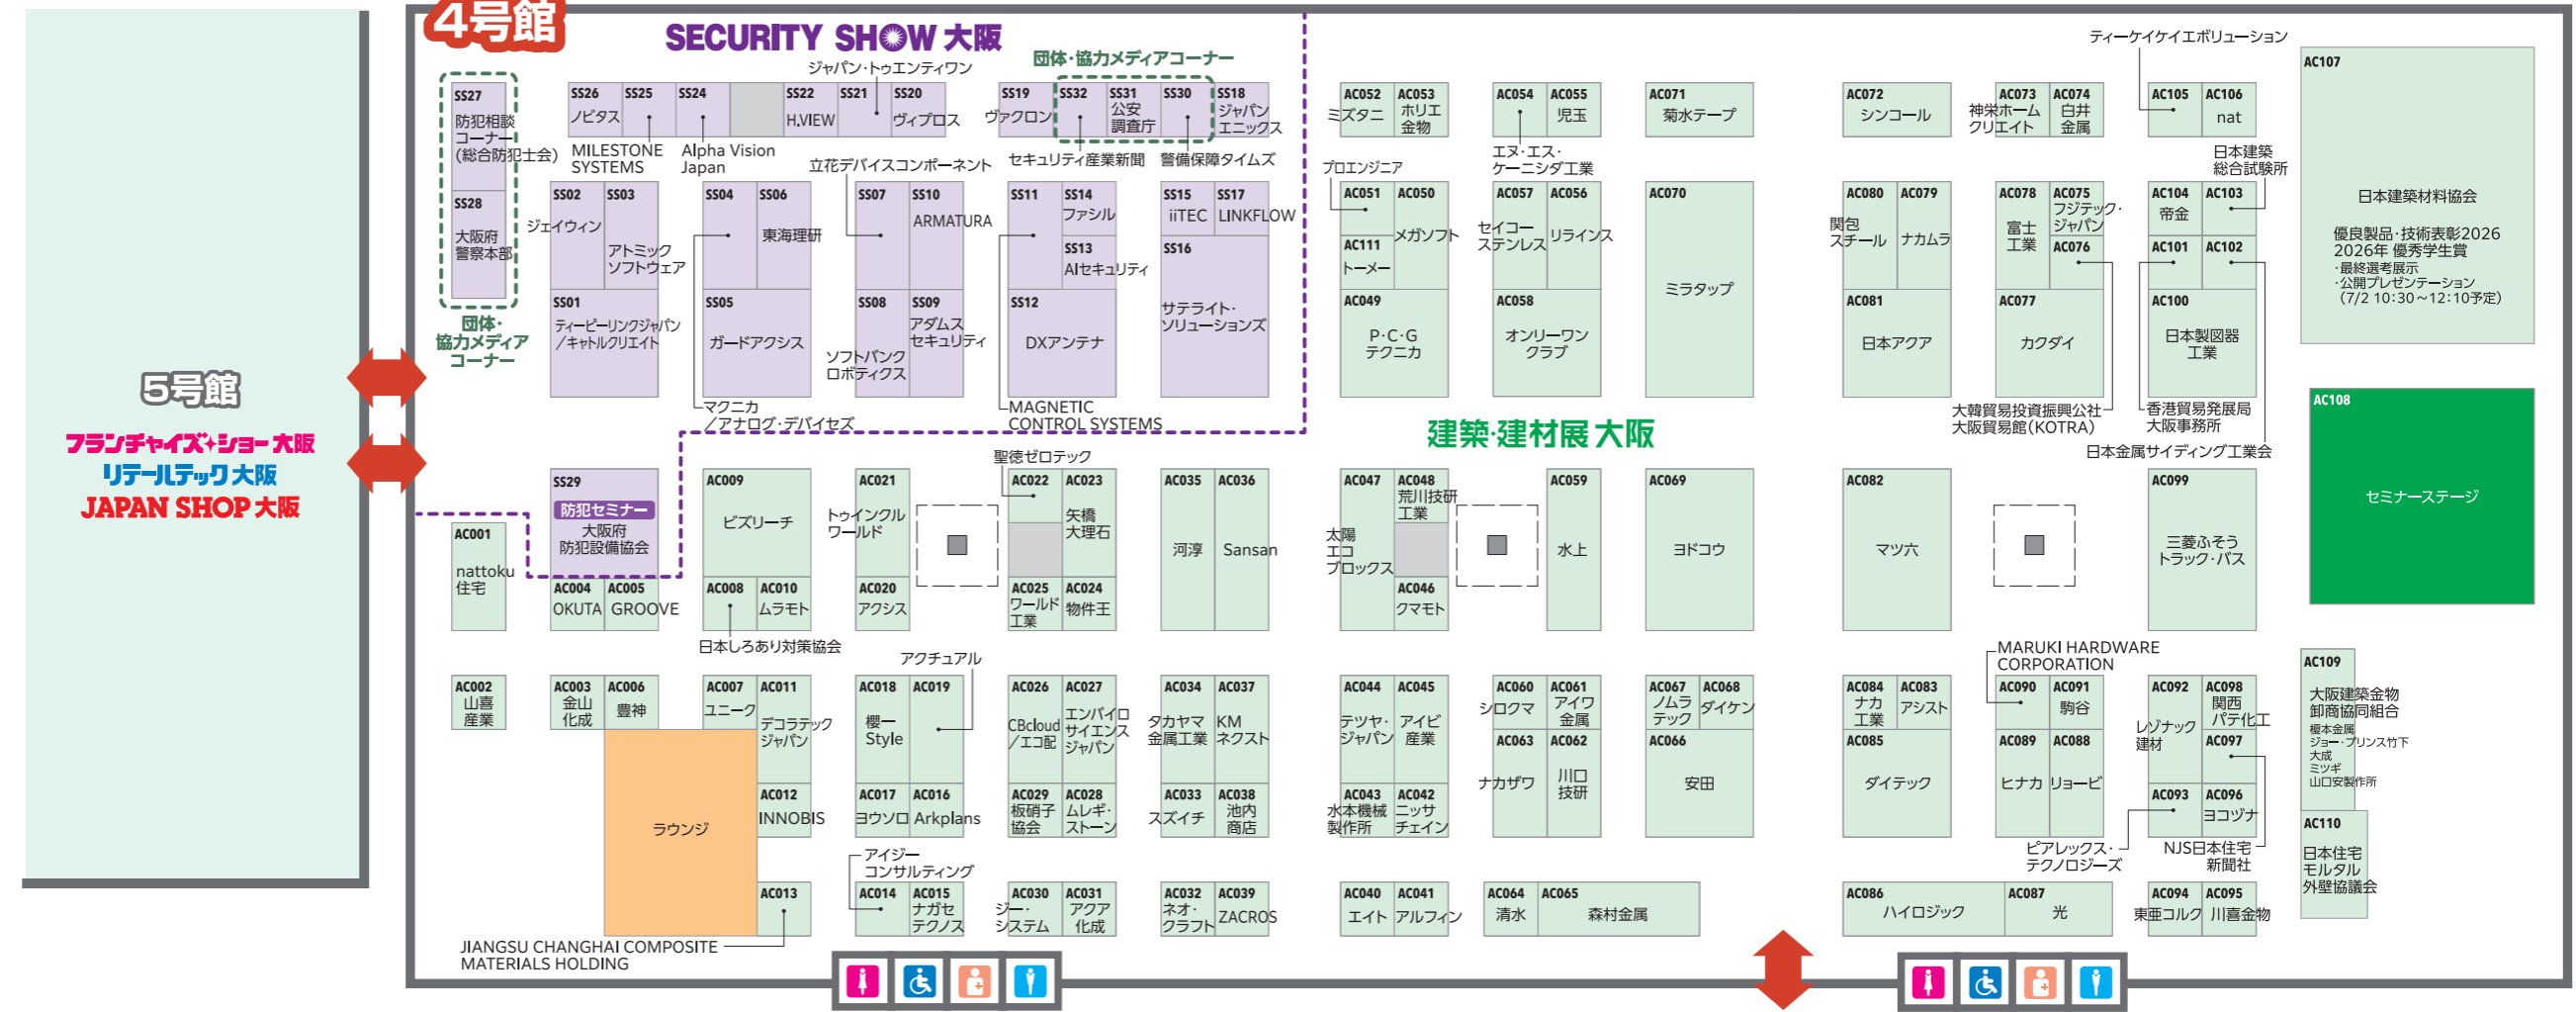 4号館
SECURITY SHOW 大阪
団体・協力メディアコーナー
ジャパン・トゥエンティワン
SS27
防犯相談
コーナー
(総合防犯士会)
SS28
大阪府
警察本部
団体・
協力メディア
コーナー
SS26
ノビタス
SS25
MILESTONE
SYSTEMS
SS24
Alpha Vision
Japan
SS22
H.VIEW
SS21
SS20
ヴィプロス
SS19
ヴァクロン
SS32
セキュリティ産業新聞
SS31
公安
調査庁
SS30
警備保障タイムズ
SS18
ジャパン
エニックス
SS02
ジェイウィン
SS03
アトミック
ソフトウェア
SS01
ティーピーリンクジャパン
/キャトルクリエイト
SS04
マクニカ
/アナログ・デバイセズ
SS06
東海理研
SS05
ガードアクシス
立花デバイスコンポーネント
SS07
SS10
ARMATURA
SS08
ソフトバンク
ロボティクス
SS09
アダムス
セキュリティ
SS11
MAGNETIC
CONTROL SYSTEMS
SS14
ファシル
SS13
AIセキュリティ
SS12
DXアンテナ
SS15
iiTEC
SS17
LINKFLOW
SS16
サテライト・
ソリューションズ
SS29
防犯セミナー
大阪府
防犯設備協会
5号館
フランチャイズ・ショー大阪
リテールテック大阪
JAPAN SHOP 大阪
建築・建材展 大阪
AC052
ミズタニ
AC053
ホリエ
金物
AC054
エヌ・エス・
ケーニシダ工業
AC055
児玉
AC071
菊水テープ
AC072
シンコール
AC073
神栄ホーム
クリエイト
AC074
白井
金属
ティーケイケイエボリューション
AC105
AC106
nat
AC107
日本建築材料協会
優良製品・技術表彰2026
2026年 優秀学生賞
・最終選考展示
・公開プレゼンテーション
(7/2 10:30〜12:10予定)
プロエンジニア
AC051
AC050
メガソフト
AC111
トーメー
AC049
P・C・G
テクニカ
AC057
セイコー
ステンレス
AC056
リラインス
AC058
オンリーワン
クラブ
AC070
ミラタップ
AC080
関包
スチール
AC079
ナカムラ
AC081
日本アクア
AC078
富士
工業
AC075
フジテック・
ジャパン
AC076
大韓貿易投資振興公社
大阪貿易館(KOTRA)
AC077
カクダイ
日本建築
総合試験所
AC104
帝金
AC103
AC101
香港貿易発展局
大阪事務所
AC102
日本金属サイディング工業会
AC100
日本製図器
工業
AC108
セミナーステージ
AC001
nattoku
住宅
AC004
OKUTA
AC005
GROOVE
AC009
ビズリーチ
AC008
日本しろあり対策協会
AC010
ムラモト
AC021
トゥインクル
ワールド
AC020
アクシス
聖徳ゼロテック
AC022
AC023
矢橋
大理石
AC025
ワールド
工業
AC024
物件王
AC035
河淳
AC036
Sansan
AC047
太陽
エコ
ブロックス
AC048
荒川技研
工業
AC046
クマモト
AC059
水上
AC069
ヨドコウ
AC082
マツ六
AC099
三菱ふそう
トラック・バス
AC002
山喜
産業
AC003
金山
化成
AC006
豊神
AC007
ユニーク
AC011
デコラテック
ジャパン
AC012
INNOBIS
ラウンジ
AC013
JIANGSU CHANGHAI COMPOSITE
MATERIALS HOLDING
アクチュアル
AC018
櫻一
Style
AC019
AC017
ヨウソロ
AC016
Arkplans
アイジー
コンサルティング
AC014
AC015
ナガセ
テクノス
AC026
CBcloud
/エコ配
AC027
エンバイロ
サイエンス
ジャパン
AC029
板硝子
協会
AC028
ムレギ・
ストーン
AC030
ジー・
システム
AC031
アクア
化成
AC034
タカヤマ
金属工業
AC037
KM
ネクスト
AC033
スズイチ
AC038
池内
商店
AC032
ネオ・
クラフト
AC039
ZACROS
AC044
テツヤ・
ジャパン
AC045
アイビ
産業
AC043
水本機械
製作所
AC042
ニッサ
チェイン
AC040
エイト
AC041
アルフィン
AC060
シロクマ
AC061
アイワ
金属
AC063
ナカザワ
AC062
川口
技研
AC064
清水
AC065
森村金属
AC067
ノムラ
テック
AC068
ダイケン
AC066
安田
AC084
ナカ
工業
AC083
アシスト
AC085
ダイテック
AC086
ハイロジック
AC087
光
MARUKI HARDWARE
CORPORATION
AC090
AC091
駒谷
AC089
ヒナカ
AC088
リョービ
AC092
レゾナック
建材
AC098
関西
パテ化工
AC097
NJS日本住宅
新聞社
AC093
ピアレックス・
テクノロジーズ
AC096
ヨコヅナ
AC094
東亜コルク
AC095
川喜金物
AC109
大阪建築金物
卸商協同組合
榎本金属
ジョー・プリンス竹下
大成
ミツギ
山口安製作所
AC110
日本住宅
モルタル
外壁協議会